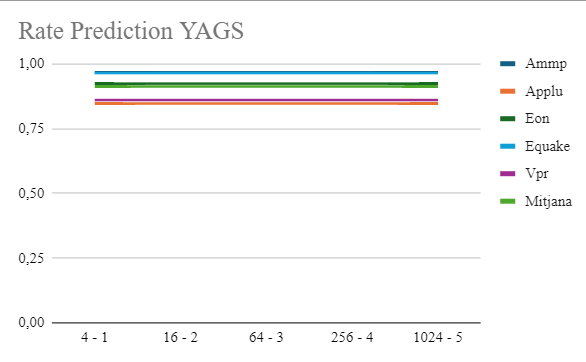 Rate Prediction YAGS
1,00
0,75
0,50
0,25
0,00
4 - 1
16 - 2
64 - 3
256 - 4
1024 - 5
Ammp
Applu
Eon
Equake
Vpr
Mitjana